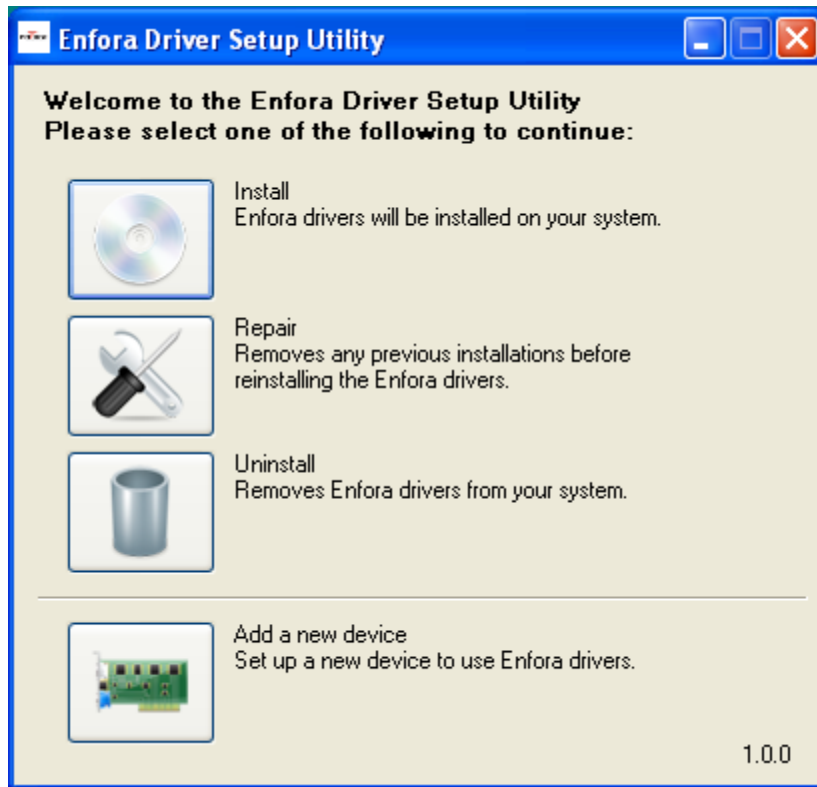 Enfora Driver Setup Utility
Welcome to the Enfora Driver Setup Utility
Please select one of the following to continue:
Install
Enfora drivers will be installed on your system.
Repair
Removes any previous installations before
reinstalling the Enfora drivers.
Uninstall
Removes Enfora drivers from your system.
Add a new device
Set up a new device to use Enfora drivers.
1.0.0